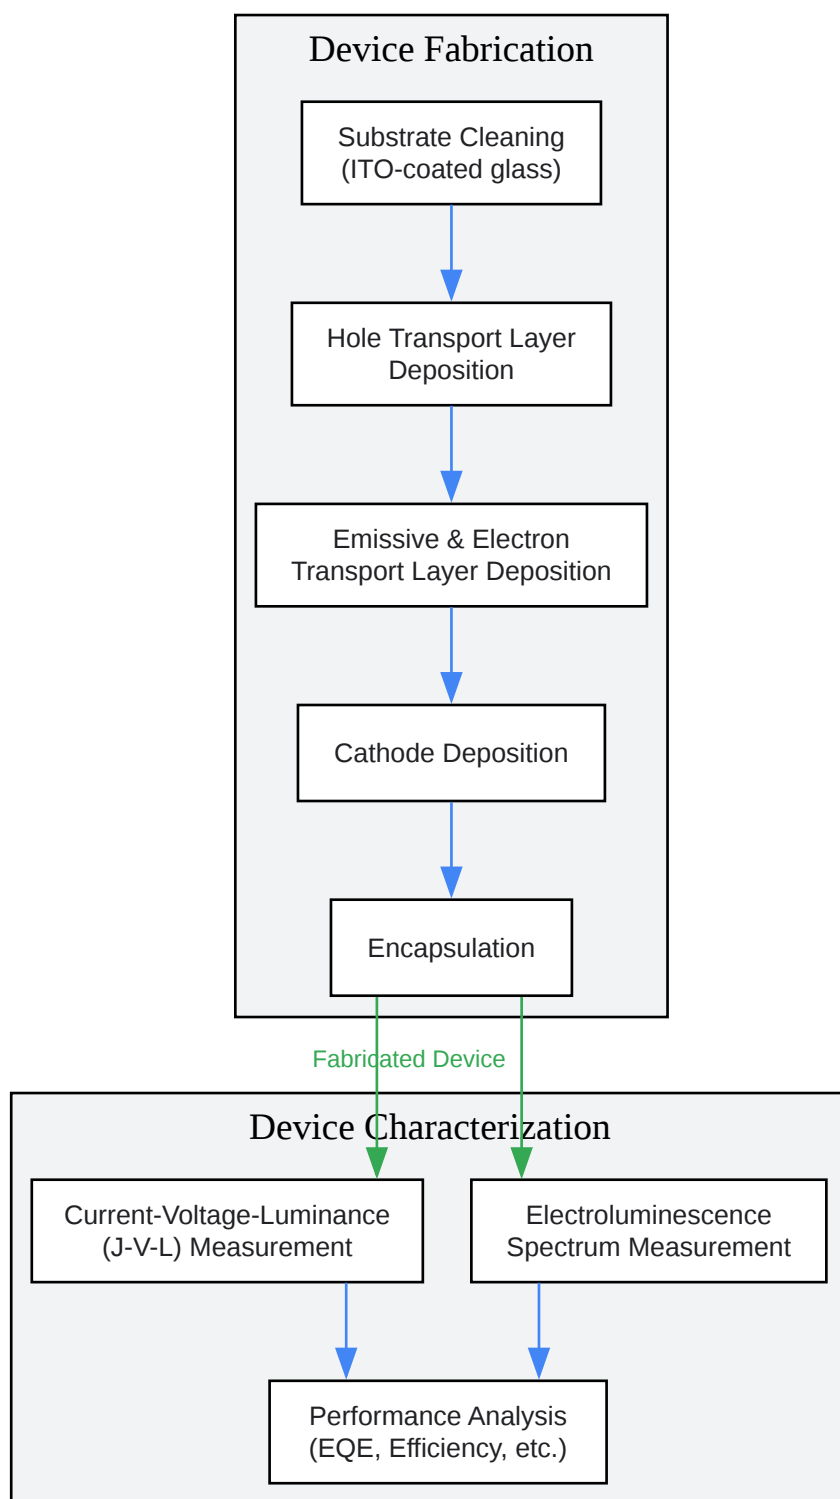 Device Fabrication
Substrate Cleaning
(ITO-coated glass)
Hole Transport Layer
Deposition
Emissive & Electron
Transport Layer Deposition
Cathode Deposition
Encapsulation
Fabricated Device
Device Characterization
Current-Voltage-Luminance
(J-V-L) Measurement
Electroluminescence
Spectrum Measurement
Performance Analysis
(EQE, Efficiency, etc.)